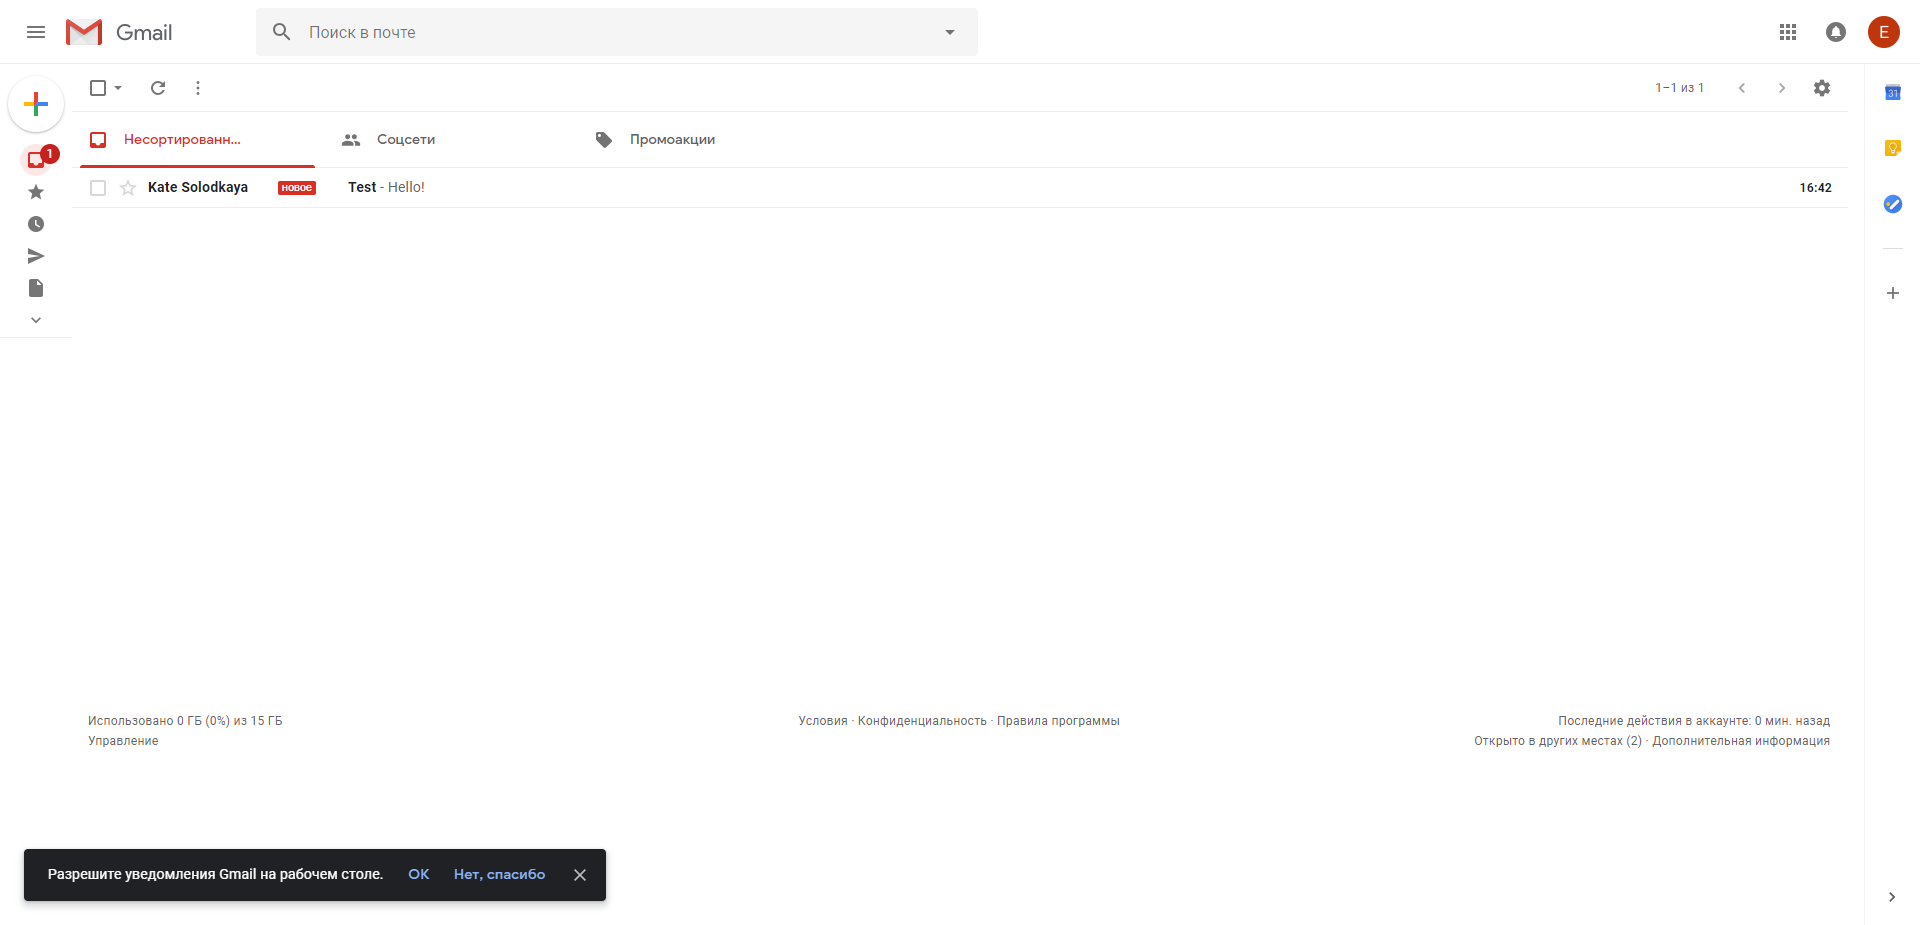 Gmail
Поиск в почте
E
1–1 из 1
31
Несортированн...
Соцсети
Промоакции
1
Kate Solodkaya новое Test - Hello! 16:42
Использовано 0 ГБ (0%) из 15 ГБ
Управление
Условия · Конфиденциальность · Правила программы
Последние действия в аккаунте: 0 мин. назад
Открыто в других местах (2) · Дополнительная информация
Разрешите уведомления Gmail на рабочем столе. ОК Нет, спасибо